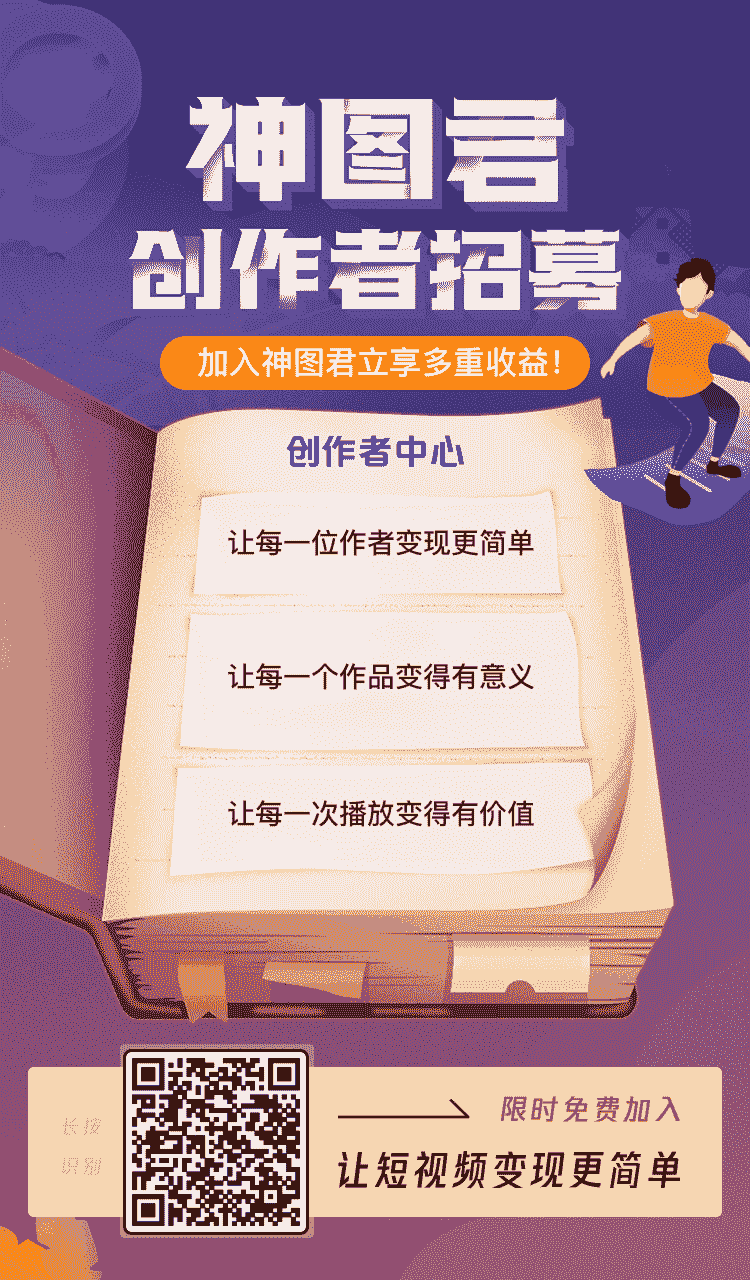 神图君
创作者招募
加入神图君立享多重收益！
创作者中心
让每一位作者变现更简单
让每一个作品变得有意义
让每一次播放变得有价值
长按
识别
限时免费加入
让短视频变现更简单